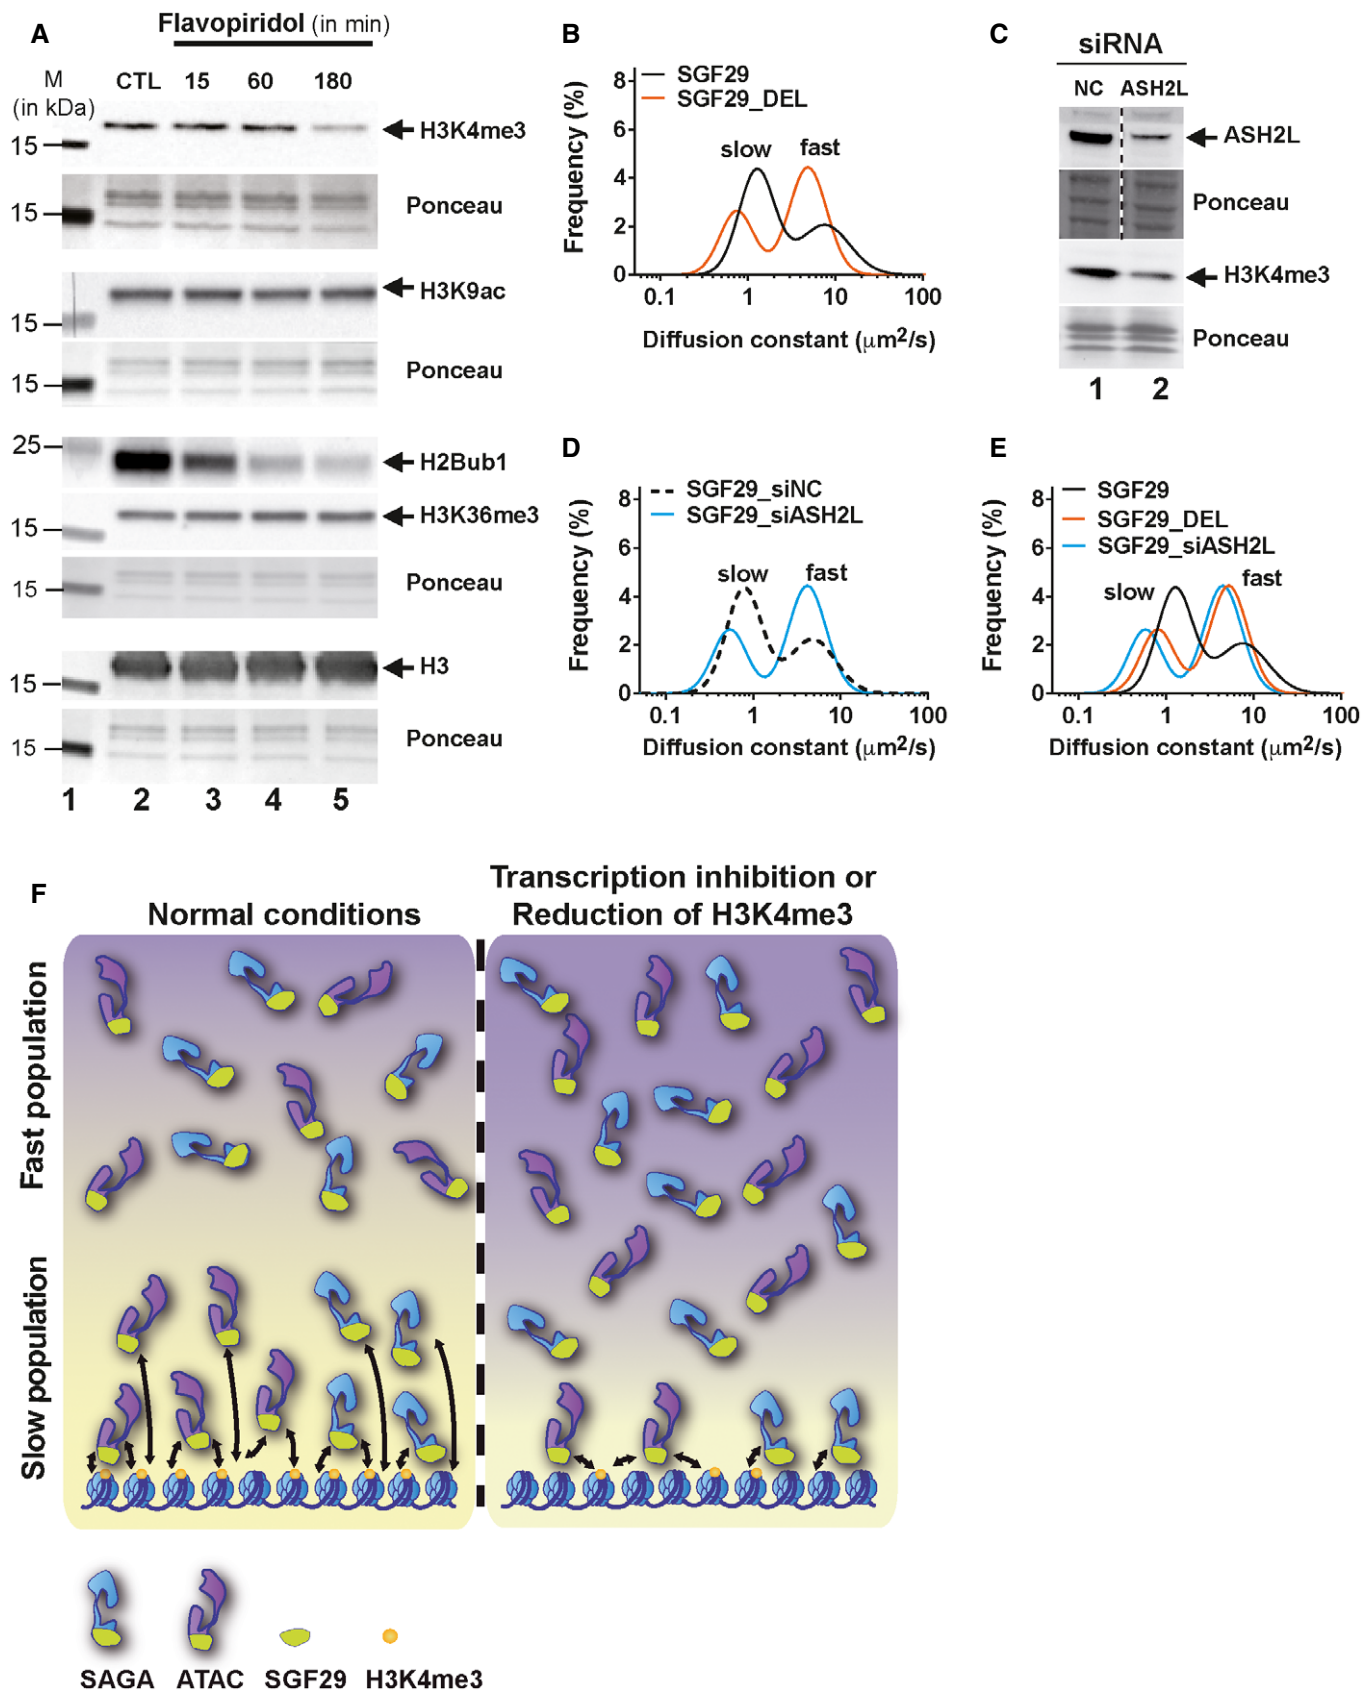 A
Flavopiridol (in min)
M
(in kDa)
CTL 15 60 180
15
H3K4me3
15
Ponceau
H3K9ac
15
15
Ponceau
25
H2Bub1
15
H3K36me3
15
Ponceau
15
H3
15
Ponceau
1 2 3 4 5
B
SGF29
SGF29_DEL
slow fast
Frequency (%)
8
6
4
2
0
0.1 1 10 100
Diffusion constant (μm2/s)
C
siRNA
NC ASH2L
ASH2L
Ponceau
H3K4me3
Ponceau
1 2
D
SGF29_siNC
SGF29_siASH2L
slow fast
Frequency (%)
8
6
4
2
0
0.1 1 10 100
Diffusion constant (μm2/s)
E
SGF29
SGF29_DEL
SGF29_siASH2L
slow fast
Frequency (%)
8
6
4
2
0
0.1 1 10 100
Diffusion constant (μm2/s)
F
Normal conditions
Transcription inhibition or
Reduction of H3K4me3
Fast population
Slow population
SAGA ATAC SGF29 H3K4me3